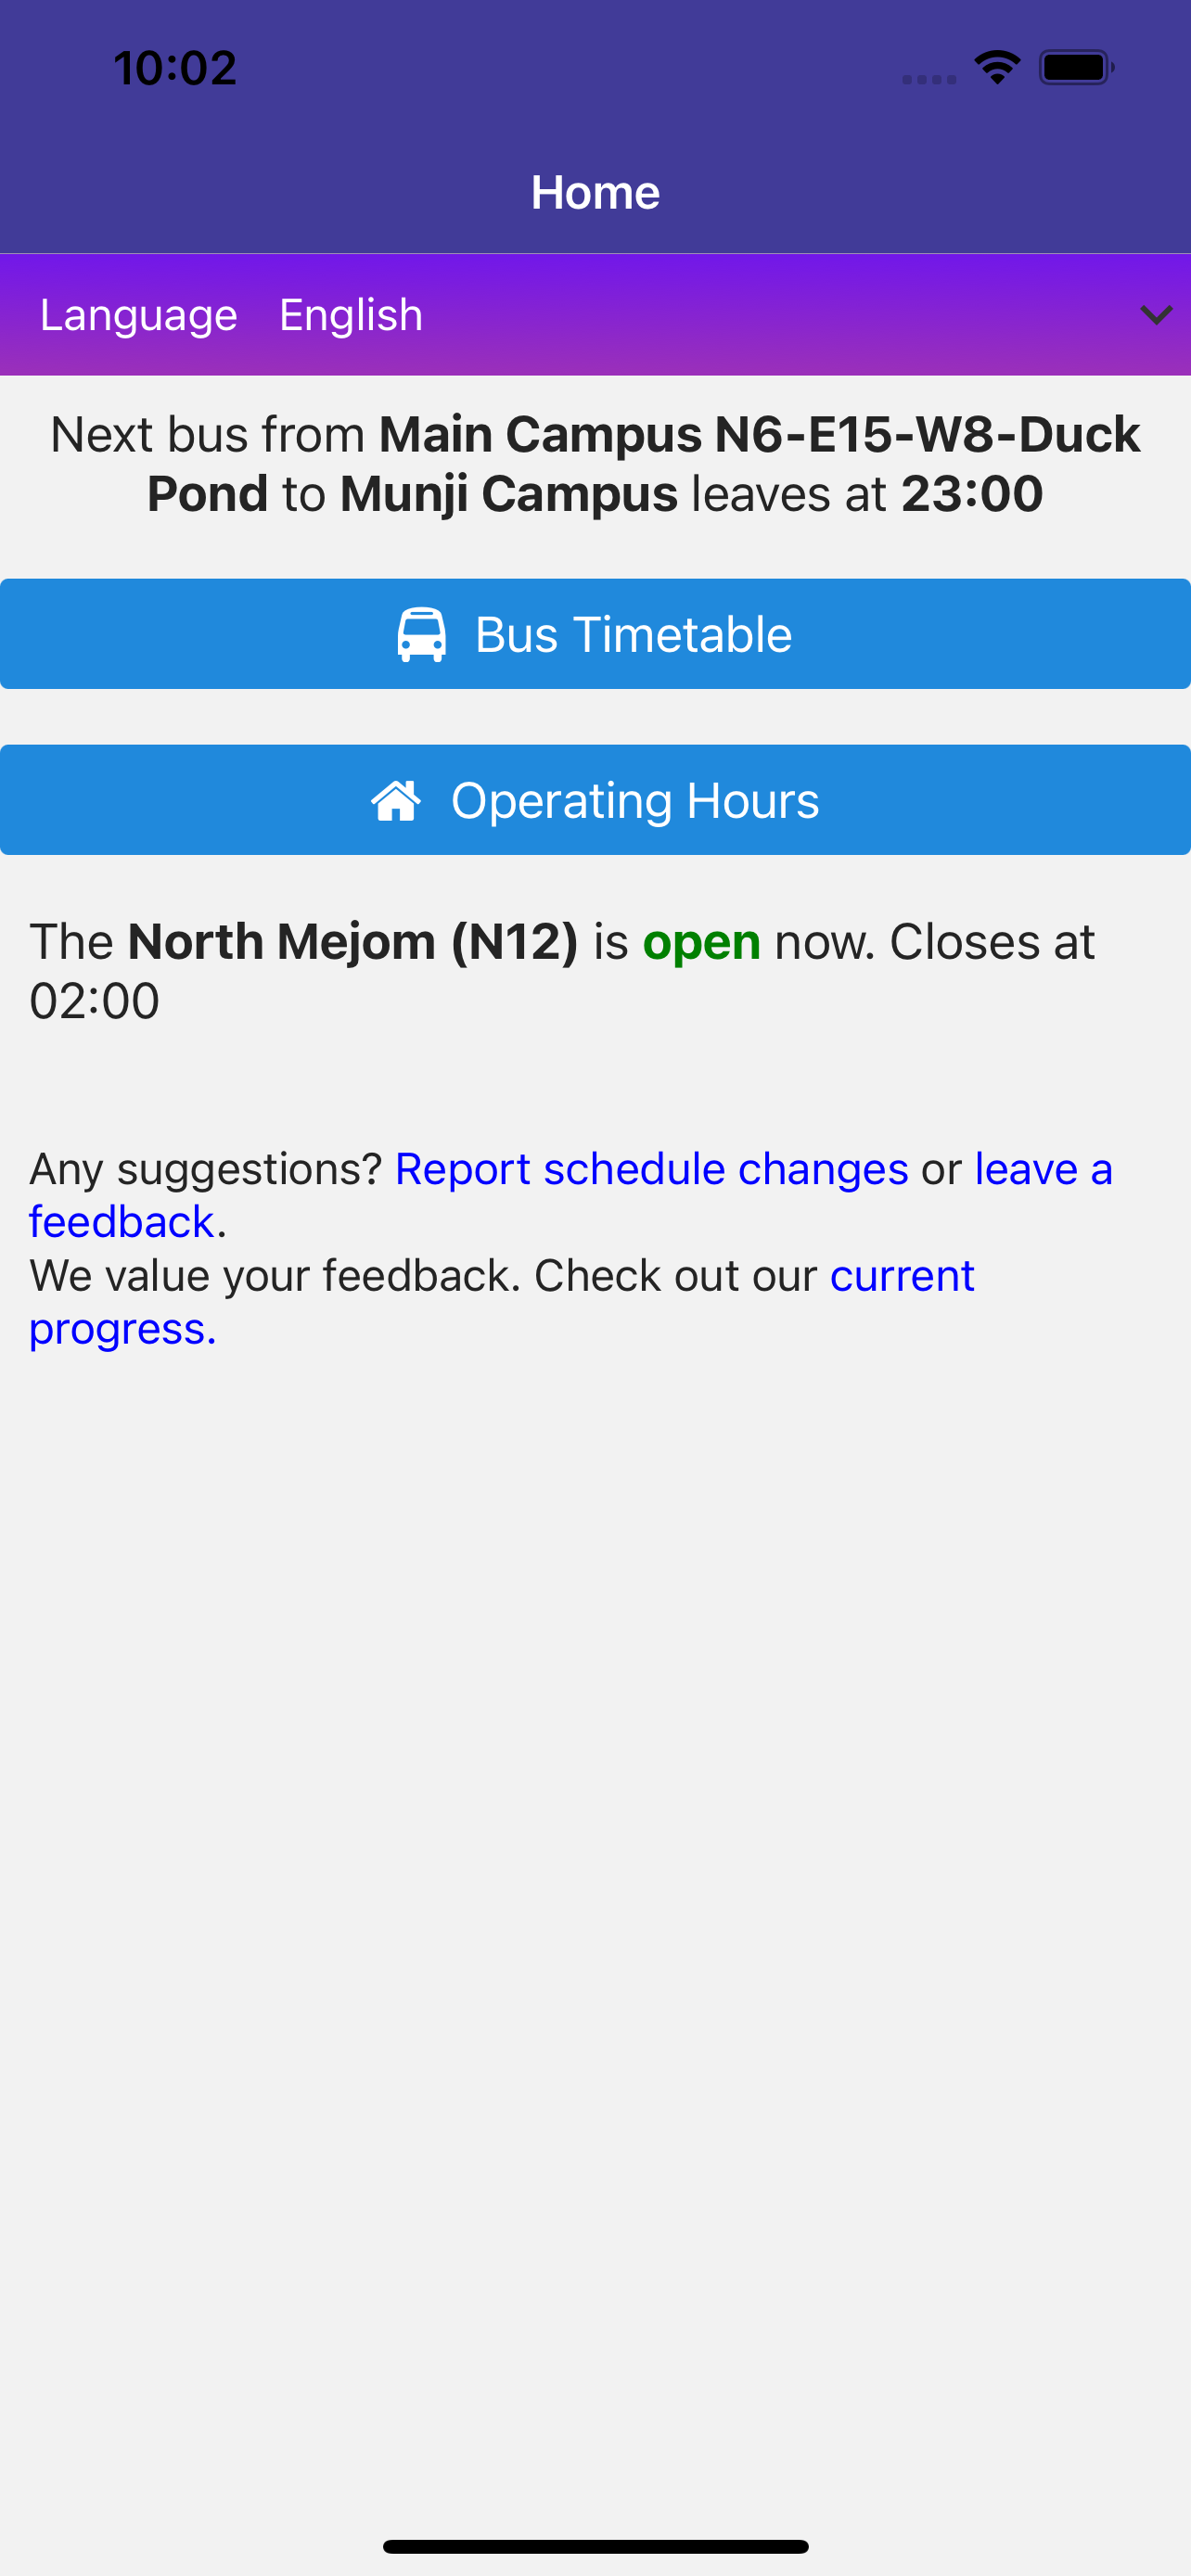 10:02
Home
Language English
Next bus from Main Campus N6-E15-W8-Duck
Pond to Munji Campus leaves at 23:00
Bus Timetable
Operating Hours
The North Mejom (N12) is open now. Closes at
02:00
Any suggestions? Report schedule changes or leave a
feedback.
We value your feedback. Check out our current
progress.